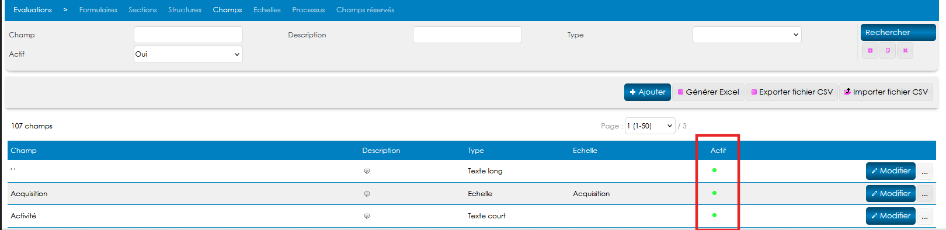 Evaluations » Formulaires Sections Structures Champs Echelles Processus Champs réservés
Champ Description Type Rechercher
Actif Oui
+ Ajouter Générer Excel Exporter fichier CSV Importer fichier CSV
107 champs Page : 1 (1-50) / 3
Champ Description Type Echelle Actif
'' Texte long Modifier ...
Acquisition Echelle Acquisition Modifier ...
Activité Texte court Modifier ...